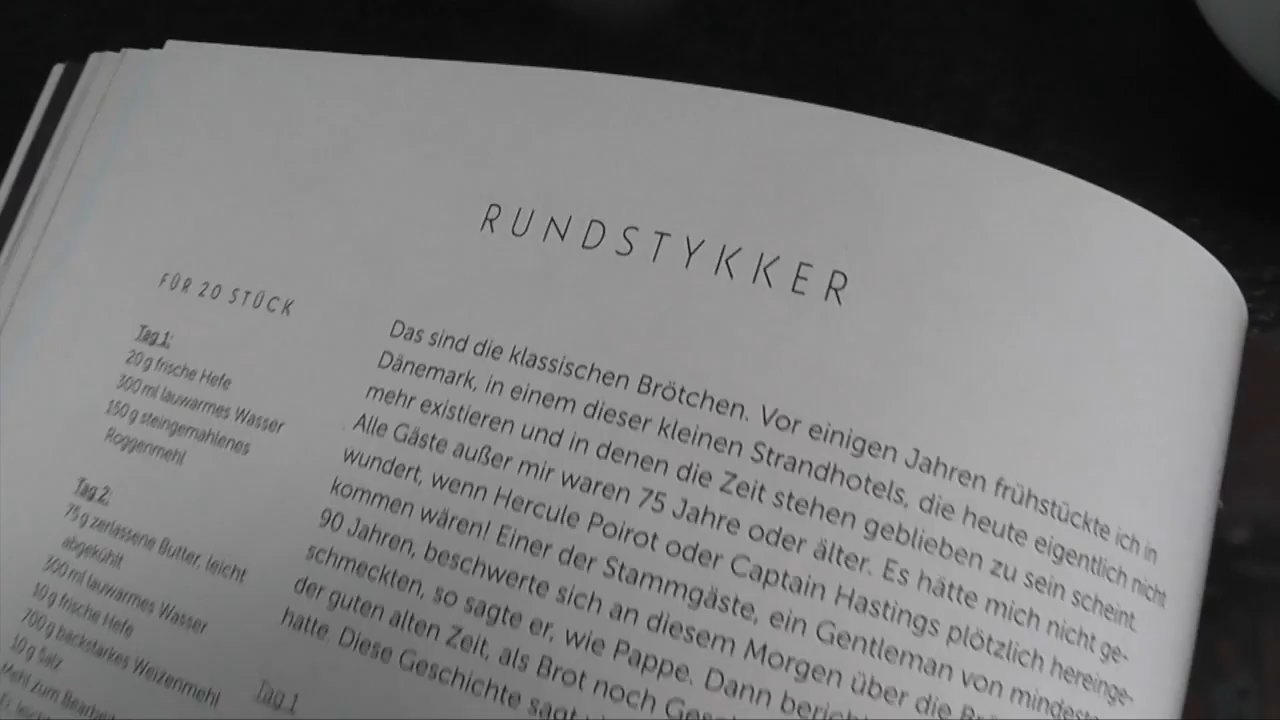 RUNDSTYKKER
FÜR 20 STÜCK
Tag 1:
20 g frische Hefe
300 ml lauwarmes Wasser
150 g steingemahlenes
Roggenmehl
Tag 2:
75 g zerlassene Butter, leicht
abgekühlt
300 ml lauwarmes Wasser
10 g frische Hefe
700 g backstarkes Weizenmehl
10 g Salz
Mehl zum
Das sind die klassischen Brötchen. Vor einigen Jahren frühstückte ich in
Dänemark, in einem dieser kleinen Strandhotels, die heute eigentlich nicht
mehr existieren und in denen die Zeit stehen geblieben zu sein scheint.
Alle Gäste außer mir waren 75 Jahre oder älter. Es hätte mich nicht ge-
wundert, wenn Hercule Poirot oder Captain Hastings plötzlich hereinge-
kommen wären! Einer der Stammgäste, ein Gentleman von
90 Jahren, beschwerte sich an diesem Morgen über die
schmeckten, so sagte er, wie Pappe. Dann
der guten alten Zeit, als Brot noch
hatte. Diese Geschichte sagt
Tag 1